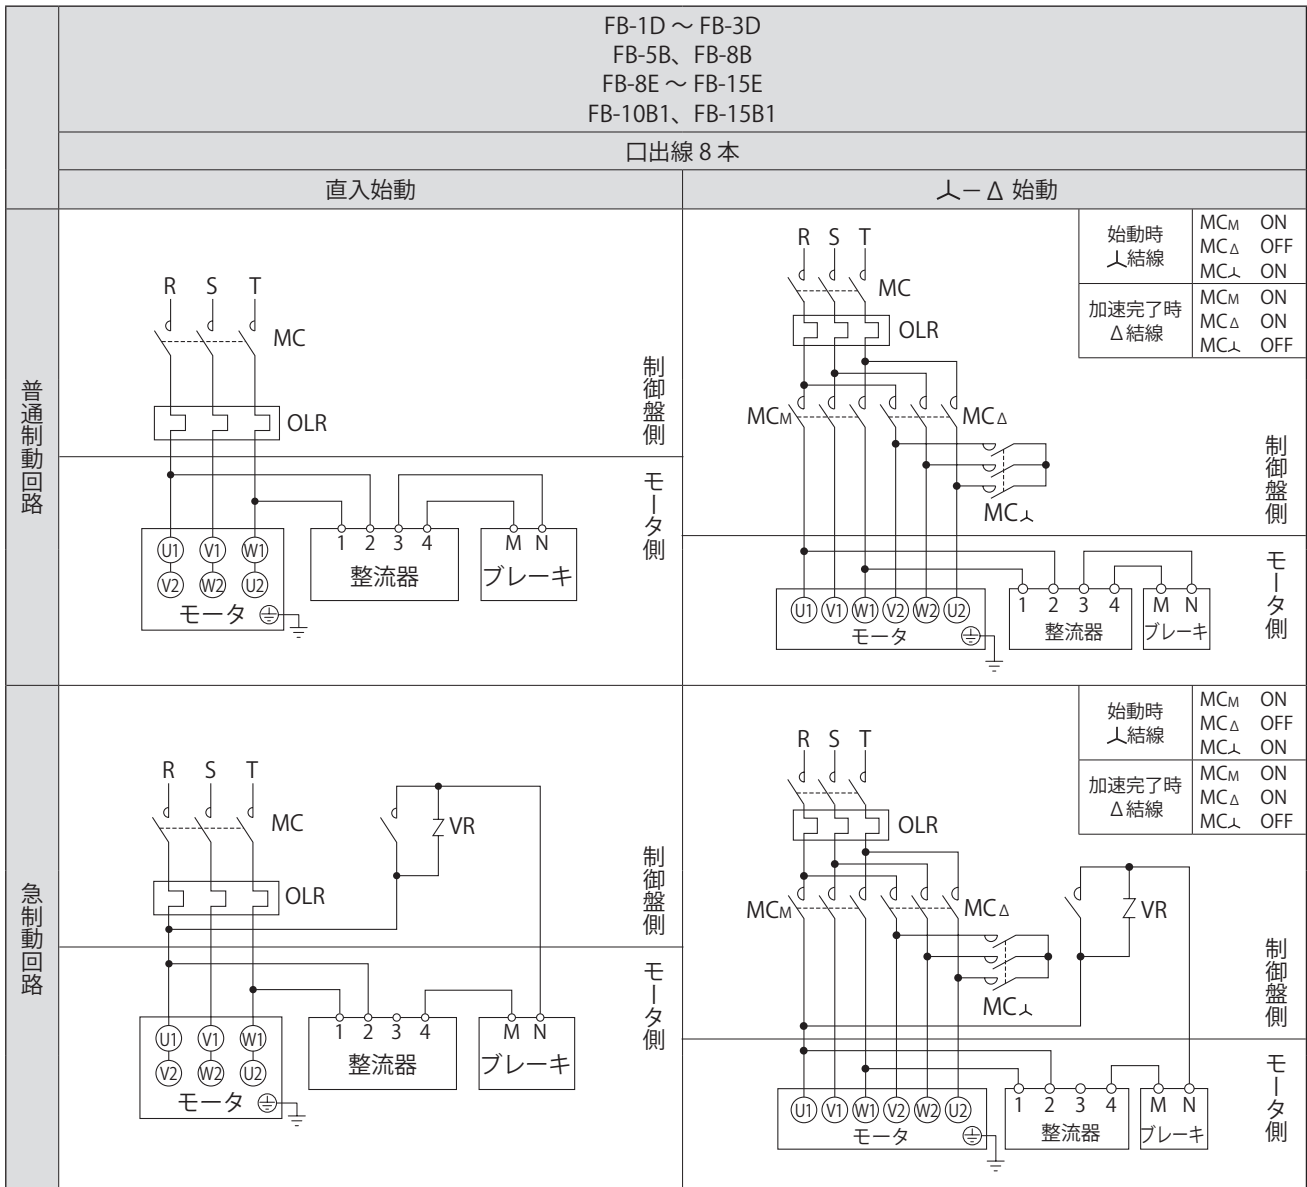 FB-1D ～ FB-3D
FB-5B、FB-8B
FB-8E ～ FB-15E
FB-10B1、FB-15B1
口出線 8 本
直入始動
人－Δ 始動
普通制動回路
R S T
MC
OLR
制御盤側
モータ側
U1 V1 W1
V2 W2 U2
モータ
1 2 3 4
整流器
M N
ブレーキ
始動時
人結線
MCM ON
MCΔ OFF
MC人 ON
加速完了時
Δ結線
MCM ON
MCΔ ON
MC人 OFF
R S T
MC
OLR
MCM
MCΔ
MC人
制御盤側
モータ側
U1 V1 W1 V2 W2 U2
モータ
1 2 3 4
整流器
M N
ブレーキ
急制動回路
R S T
MC
VR
OLR
制御盤側
モータ側
U1 V1 W1
V2 W2 U2
モータ
1 2 3 4
整流器
M N
ブレーキ
始動時
人結線
MCM ON
MCΔ OFF
MC人 ON
加速完了時
Δ結線
MCM ON
MCΔ ON
MC人 OFF
R S T
OLR
MCM
MCΔ
VR
MC人
制御盤側
モータ側
U1 V1 W1 V2 W2 U2
モータ
1 2 3 4
整流器
M N
ブレーキ